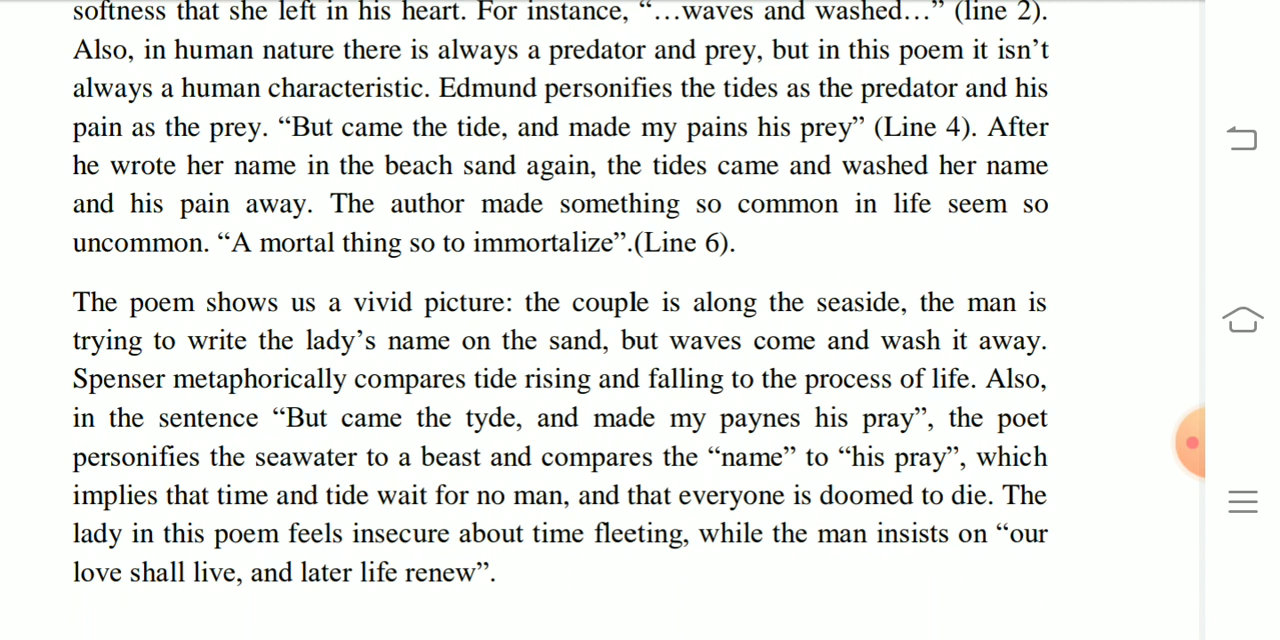 softness that she left in his heart. For instance, “…waves and washed…” (line 2).
Also, in human nature there is always a predator and prey, but in this poem it isn’t
always a human characteristic. Edmund personifies the tides as the predator and his
pain as the prey. “But came the tide, and made my pains his prey” (Line 4). After
he wrote her name in the beach sand again, the tides came and washed her name
and his pain away. The author made something so common in life seem so
uncommon. “A mortal thing so to immortalize”.(Line 6).
The poem shows us a vivid picture: the couple is along the seaside, the man is
trying to write the lady’s name on the sand, but waves come and wash it away.
Spenser metaphorically compares tide rising and falling to the process of life. Also,
in the sentence “But came the tyde, and made my paynes his pray”, the poet
personifies the seawater to a beast and compares the “name” to “his pray”, which
implies that time and tide wait for no man, and that everyone is doomed to die. The
lady in this poem feels insecure about time fleeting, while the man insists on “our
love shall live, and later life renew”.